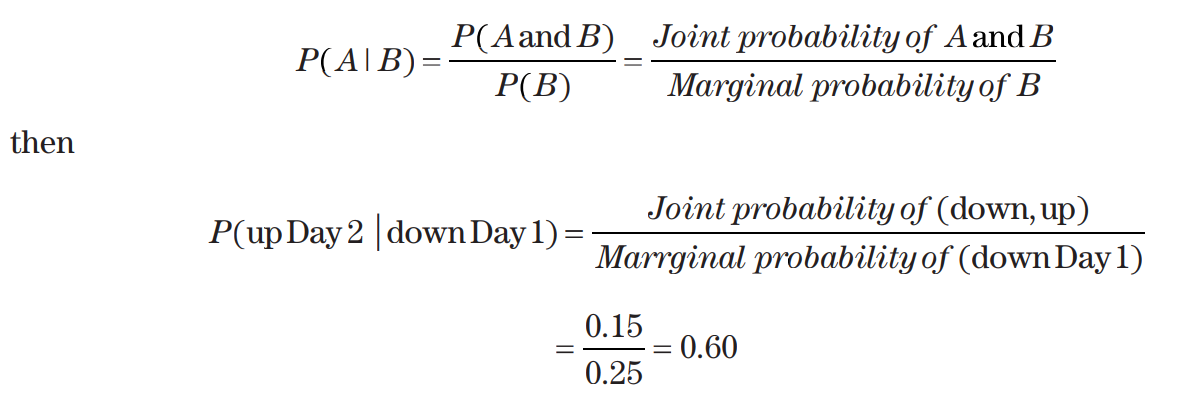 P(A | B) = P(A and B) / P(B) = Joint probability of A and B / Marginal probability of B
then
P(up Day 2 | down Day 1) = Joint probability of (down, up) / Marrginal probability of (down Day 1)
= 0.15 / 0.25 = 0.60